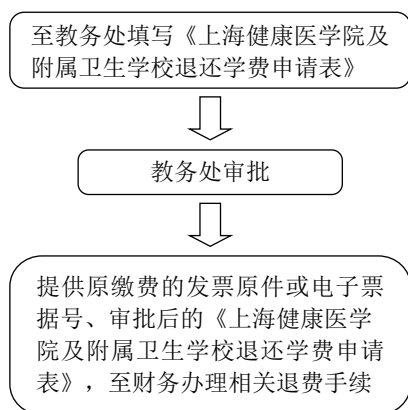 至教务处填写《上海健康医学院及
附属卫生学校退还学费申请表》
教务处审批
提供原缴费的发票原件或电子票
据号、审批后的《上海健康医学
院及附属卫生学校退还学费申请
表》，至财务办理相关退费手续